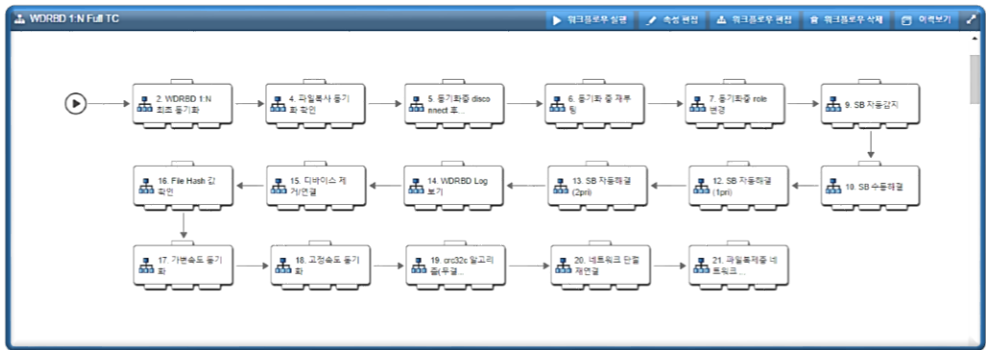 WDRBD 1:N Full TC
워크플로우 실행
속성 편집
워크플로우 편집
워크플로우 삭제
이력보기
2. WDRBD 1:N
최초 동기화
4. 파일복사 동기
화 확인
5. 동기화중 disco
nnect 후...
6. 동기화 중 재부
팅
7. 동기화중 role
변경
9. SB 자동감지
10. SB 수동해결
12. SB 자동해결
(1pri)
13. SB 자동해결
(2pri)
14. WDRBD Log
보기
15. 디바이스 제
거/연결
16. File Hash 값
확인
17. 가변속도 동기
화
18. 고정속도 동기
화
19. crc32c 알고리
즘(무결...
20. 네트워크 단절
재연결
21. 파일복제중 네
트워크 ...